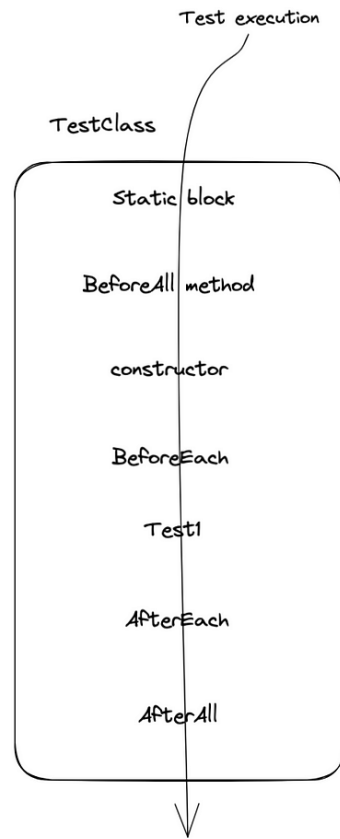 Test execution
TestClass
Static block
BeforeAll method
constructor
BeforeEach
Test1
AfterEach
AfterAll